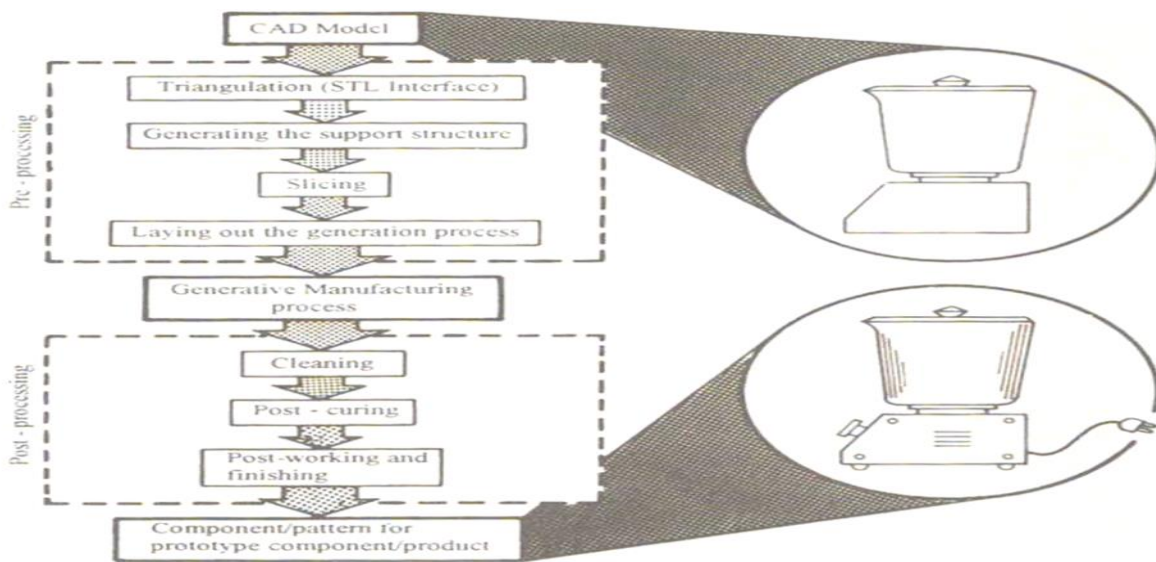 CAD Model
Triangulation (STL Interface)
Generating the support structure
Slicing
Laying out the generation process
Pre - processing
Generative Manufacturing
process
Cleaning
Post - curing
Post-working and
finishing
Post - processing
Component/pattern for
prototype component/product